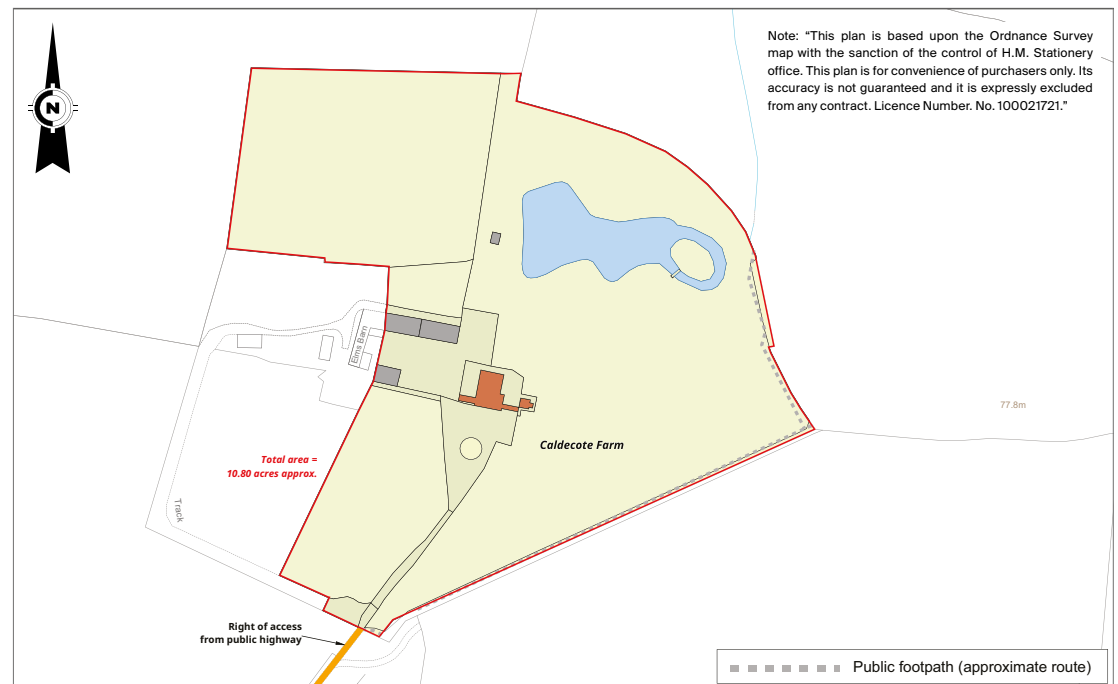 Note: “This plan is based upon the Ordnance Survey
map with the sanction of the control of H.M. Stationery
office. This plan is for convenience of purchasers only. Its
accuracy is not guaranteed and it is expressly excluded
from any contract. Licence Number. No. 100021721.”
N
Elms Barn
77.8m
Caldecote Farm
Total area =
10.80 acres approx.
Track
Right of access
from public highway
Public footpath (approximate route)